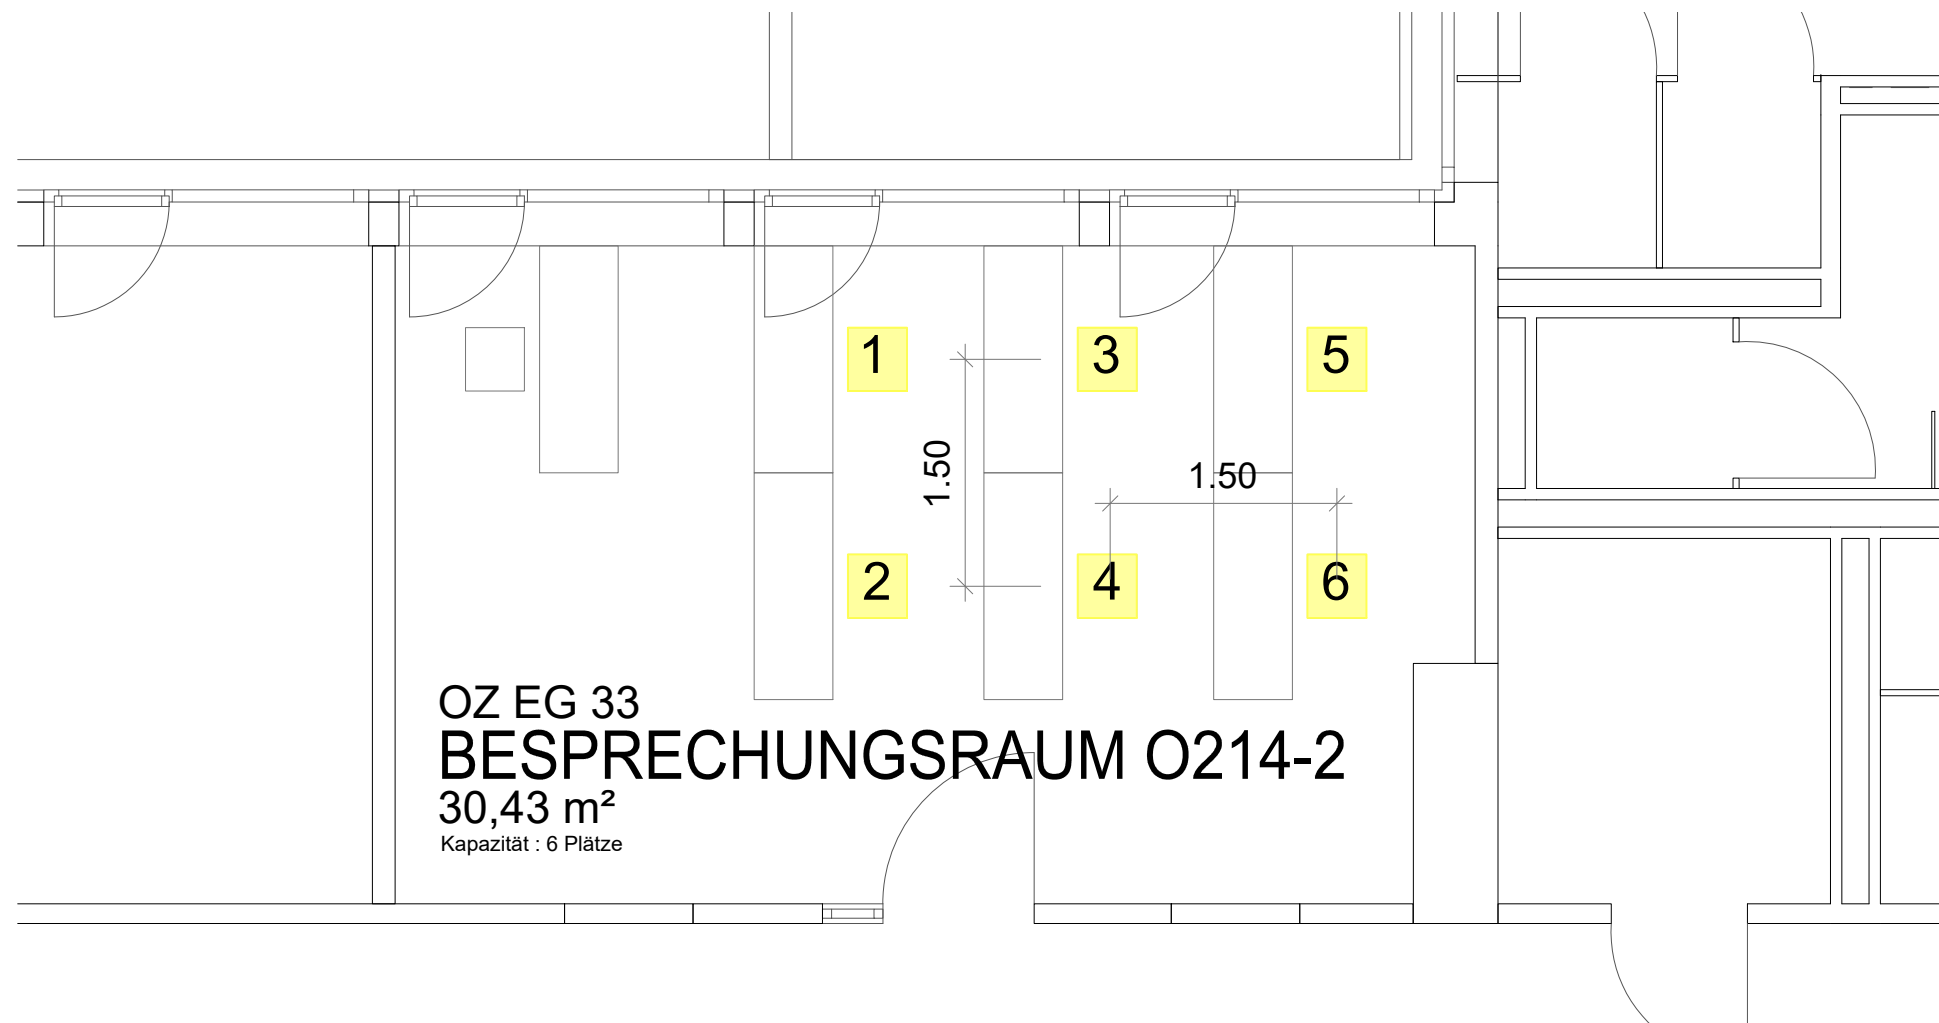 1
3
5
1.50
1.50
2
4
6
OZ EG 33
BESPRECHUNGSRAUM O214-2
30,43 m²
Kapazität : 6 Plätze